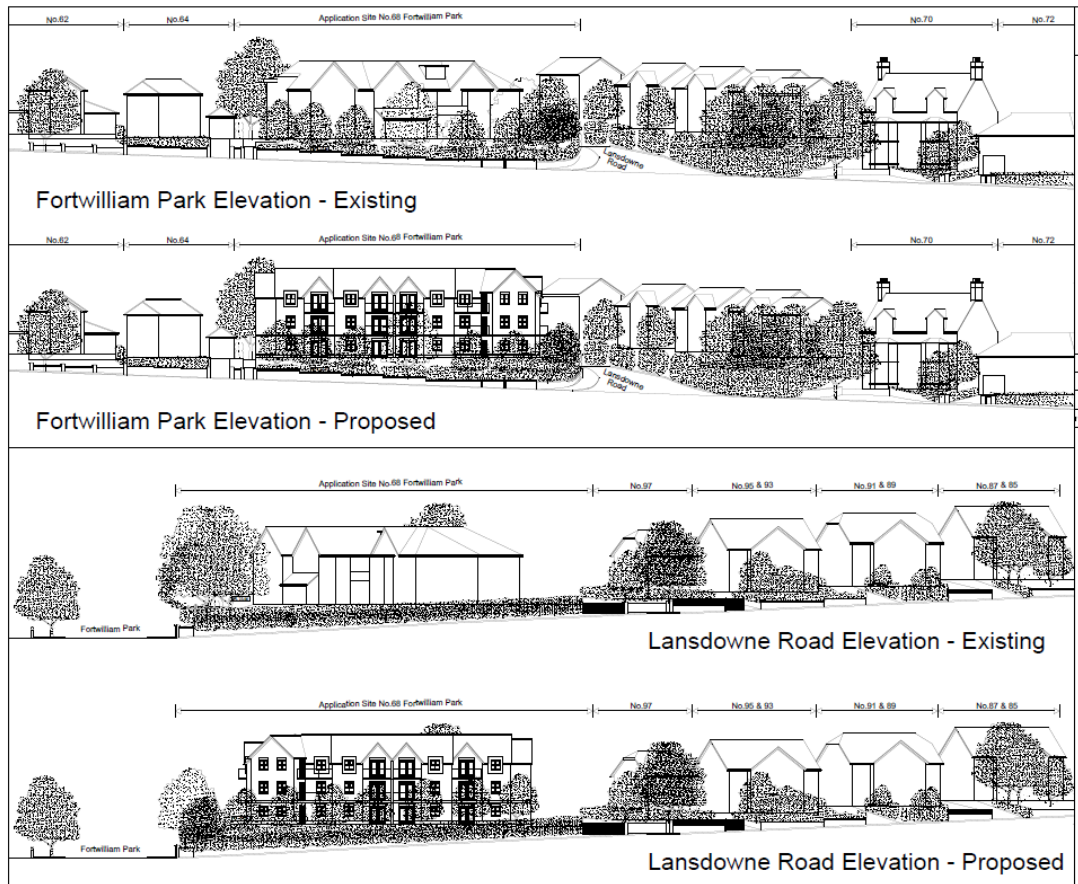 No.62 No.64 Application Site No.68 Fortwilliam Park No.70 No.72
Lansdowne
Road
Fortwilliam Park Elevation - Existing
No.62 No.64 Application Site No.68 Fortwilliam Park No.70 No.72
Lansdowne
Road
Fortwilliam Park Elevation - Proposed
Application Site No.68 Fortwilliam Park No.97 No.95 & 93 No.91 & 89 No.87 & 85
Fortwilliam Park
Lansdowne Road Elevation - Existing
Application Site No.68 Fortwilliam Park No.97 No.95 & 93 No.91 & 89 No.87 & 85
Fortwilliam Park
Lansdowne Road Elevation - Proposed